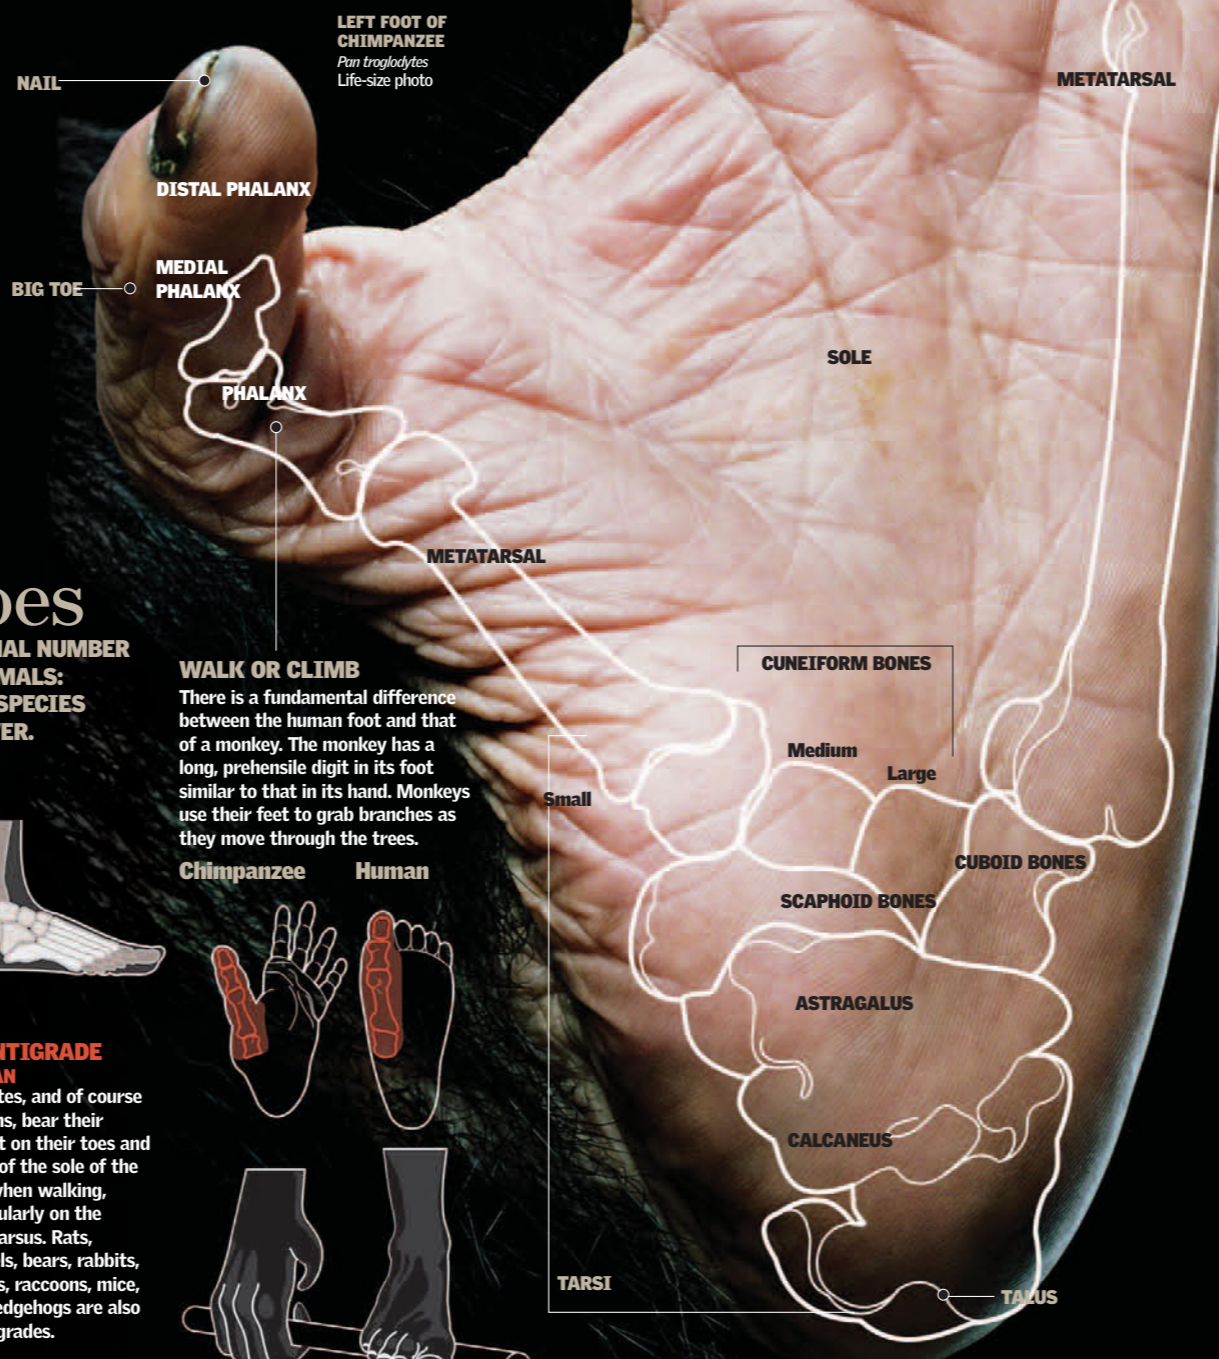 LEFT FOOT OF
CHIMPANZEE
Pan troglodytes
Life-size photo
NAIL
DISTAL PHALANX
MEDIAL
PHALANX
BIG TOE
PHALANX
METATARSAL
METATARSAL
SOLE
oes
NAL NUMBER
MALS:
SPECIES
ER.
WALK OR CLIMB
There is a fundamental difference
between the human foot and that
of a monkey. The monkey has a
long, prehensile digit in its foot
similar to that in its hand. Monkeys
use their feet to grab branches as
they move through the trees.
Chimpanzee
Human
CUNEIFORM BONES
Medium
Large
Small
CUBOID BONES
SCAPHOID BONES
ASTRAGALUS
CALCANEUS
TARSI
TALUS
NTIGRADE
AN
tes, and of course
ns, bear their
t on their toes and
of the sole of the
when walking,
ularly on the
arsus. Rats,
ls, bears, rabbits,
s, raccoons, mice,
edgehogs are also
grades.